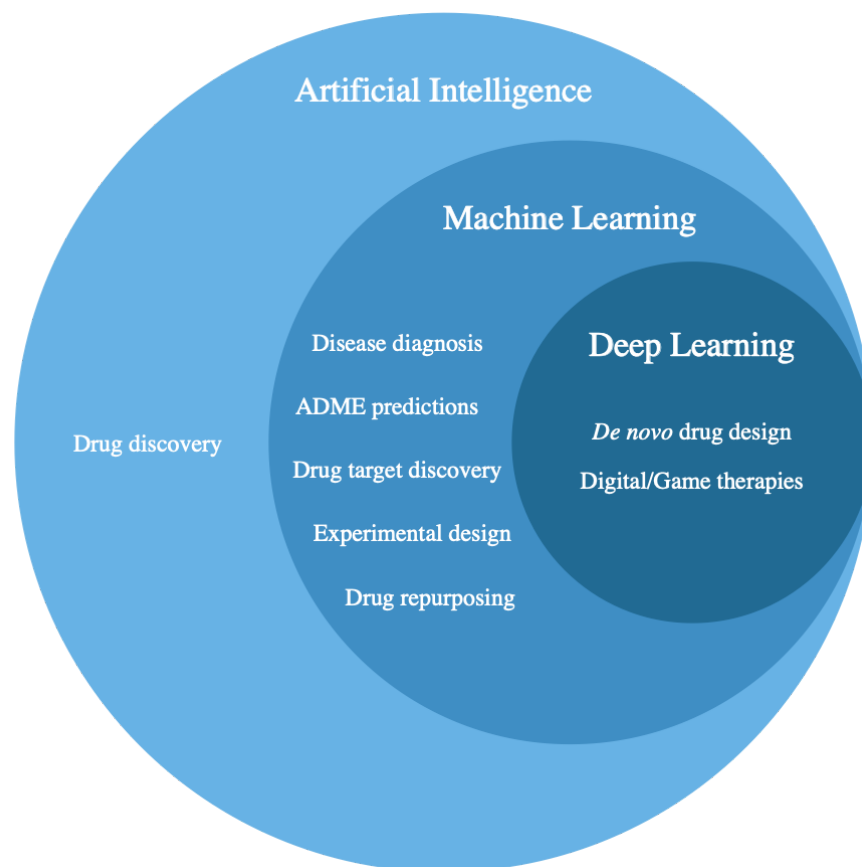 Artificial Intelligence
Machine Learning
Deep Learning
Disease diagnosis
ADME predictions
Drug target discovery
Experimental design
Drug repurposing
De novo drug design
Digital/Game therapies
Drug discovery